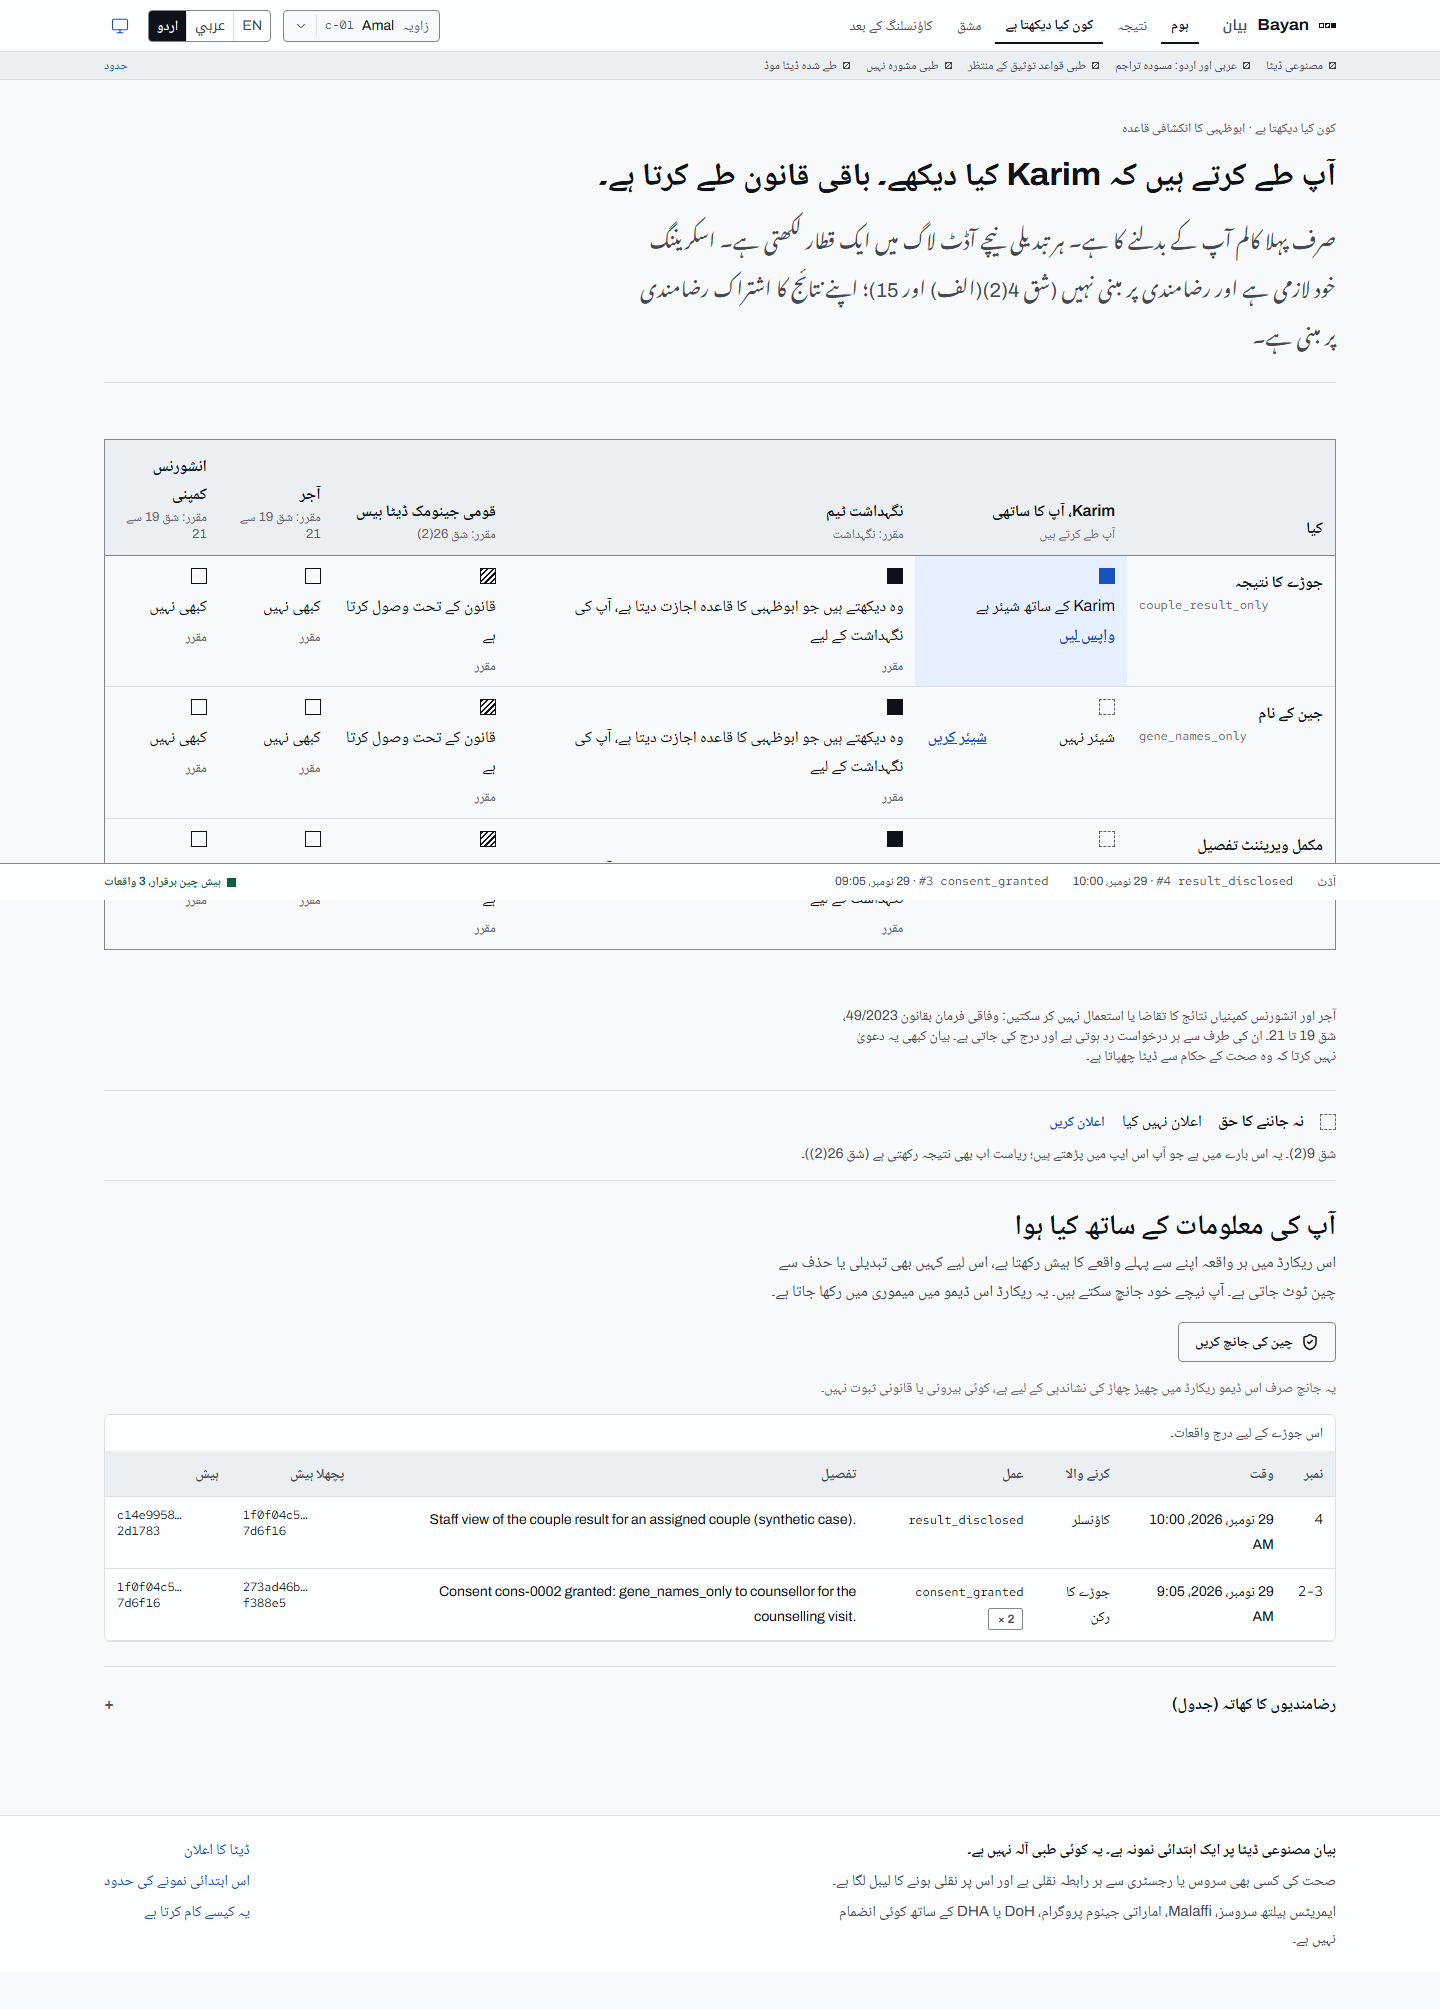 Bayan بیان
ہوم
نتیجہ
کون کیا دیکھتا ہے
مشق
کاؤنسلنگ کے بعد
زاویہ Amal c-01
EN عربي اردو
مصنوعی ڈیٹا
عربی اور اردو: مسودہ تراجم
طبی قواعد توثیق کے منتظر
طبی مشورہ نہیں
طے شدہ ڈیٹا موڈ
حدود
کون کیا دیکھتا ہے · ابوظہبی کا انکشافی قاعدہ
آپ طے کرتے ہیں کہ Karim کیا دیکھے۔ باقی قانون طے کرتا ہے۔
صرف پہلا کالم آپ کے بدلنے کا ہے۔ ہر تبدیلی نیچے آڈٹ لاگ میں ایک قطار لکھتی ہے۔ اسکریننگ
خود لازمی ہے اور رضامندی پر مبنی نہیں (شق 4(2)(الف) اور 15)؛ اپنے نتائج کا اشتراک رضامندی
پر مبنی ہے۔
کیا
Karim، آپ کا ساتھی
آپ طے کرتے ہیں
نگہداشت ٹیم
مقرر: نگہداشت
قومی جینومک ڈیٹا بیس
مقرر: شق 26(2)
آجر
مقرر: شق 19 سے
21
انشورنس
کمپنی
مقرر: شق 19 سے
21
جوڑے کا نتیجہ
couple_result_only
Karim کے ساتھ شیئر ہے
واپس لیں
وہ دیکھتے ہیں جو ابوظہبی کا قاعدہ اجازت دیتا ہے، آپ کی
نگہداشت کے لیے
مقرر
قانون کے تحت وصول کرتا
ہے
مقرر
کبھی نہیں
مقرر
کبھی نہیں
مقرر
جین کے نام
gene_names_only
شیئر نہیں
شیئر کریں
وہ دیکھتے ہیں جو ابوظہبی کا قاعدہ اجازت دیتا ہے، آپ کی
نگہداشت کے لیے
مقرر
قانون کے تحت وصول کرتا
ہے
مقرر
کبھی نہیں
مقرر
کبھی نہیں
مقرر
مکمل ویریئنٹ تفصیل
آڈٹ
#4 result_disclosed · 29 نومبر، 10:00
#3 consent_granted · 29 نومبر، 09:05
ہیش چین برقرار، 3 واقعات
نگہداشت کے لیے
مقرر
ہے
مقرر
مقرر
مقرر
آجر اور انشورنس کمپنیاں نتائج کا تقاضا یا استعمال نہیں کر سکتیں: وفاقی فرمان بقانون 49/2023،
شق 19 تا 21۔ ان کی طرف سے ہر درخواست رد ہوتی ہے اور درج کی جاتی ہے۔ بیان کبھی یہ دعویٰ
نہیں کرتا کہ وہ صحت کے حکام سے ڈیٹا چھپاتا ہے۔
نہ جاننے کا حق
اعلان نہیں کیا
اعلان کریں
شق 9(2)۔ یہ اس بارے میں ہے جو آپ اس ایپ میں پڑھتے ہیں؛ ریاست اب بھی نتیجہ رکھتی ہے (شق 26(2))۔
آپ کی معلومات کے ساتھ کیا ہوا
اس ریکارڈ میں ہر واقعہ اپنے سے پہلے واقعے کا ہیش رکھتا ہے، اس لیے کہیں بھی تبدیلی یا حذف سے
چین ٹوٹ جاتی ہے۔ آپ نیچے خود جانچ سکتے ہیں۔ یہ ریکارڈ اس ڈیمو میں میموری میں رکھا جاتا ہے۔
چین کی جانچ کریں
یہ جانچ صرف اس ڈیمو ریکارڈ میں چھیڑ چھاڑ کی نشاندہی کے لیے ہے، کوئی بیرونی یا قانونی ثبوت نہیں۔
اس جوڑے کے لیے درج واقعات۔
نمبر
وقت
کرنے والا
عمل
تفصیل
پچھلا ہیش
ہیش
4
29 نومبر، 2026، 10:00
AM
کاؤنسلر
result_disclosed
Staff view of the couple result for an assigned couple (synthetic case).
1f0f04c5…
7d6f16
c14e9958…
2d1783
2-3
29 نومبر، 2026، 9:05
AM
جوڑے کا
رکن
consent_granted
× 2
Consent cons-0002 granted: gene_names_only to counsellor for the
counselling visit.
273ad46b…
f388e5
1f0f04c5…
7d6f16
رضامندیوں کا کھاتہ (جدول)
+
بیان مصنوعی ڈیٹا پر ایک ابتدائی نمونہ ہے۔ یہ کوئی طبی آلہ نہیں ہے۔
صحت کی کسی بھی سروس یا رجسٹری سے ہر رابطہ نقلی ہے اور اس پر نقلی ہونے کا لیبل لگا ہے۔
ایمریٹس ہیلتھ سروسز، Malaffi، اماراتی جینوم پروگرام، DoH یا DHA کے ساتھ کوئی انضمام
نہیں ہے۔
ڈیٹا کا اعلان
اس ابتدائی نمونے کی حدود
یہ کیسے کام کرتا ہے